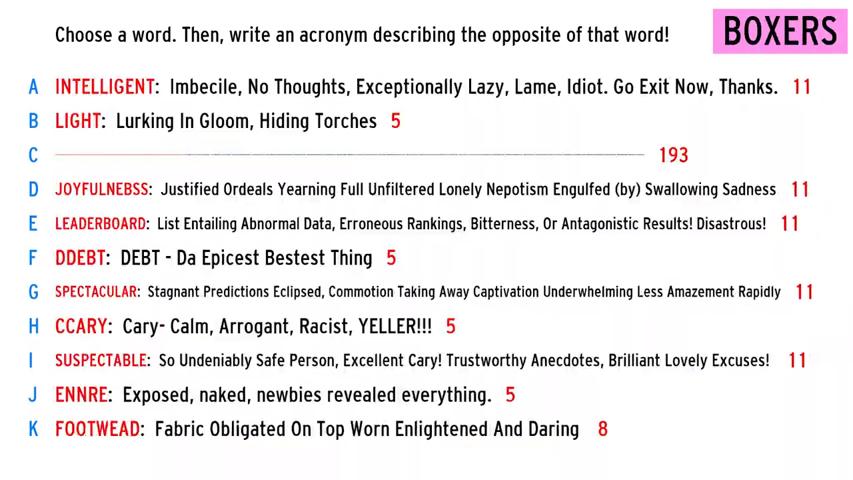 Choose a word. Then, write an acronym describing the opposite of that word!
BOXERS
A INTELLIGENT: Imbecile, No Thoughts, Exceptionally Lazy, Lame, Idiot. Go Exit Now, Thanks. 11
B LIGHT: Lurking In Gloom, Hiding Torches 5
C 193
D JOYFULNEBSS: Justified Ordeals Yearning Full Unfiltered Lonely Nepotism Engulfed (by) Swallowing Sadness 11
E LEADERBOARD: List Entailing Abnormal Data, Erroneous Rankings, Bitterness, Or Antagonistic Results! Disastrous! 11
F DDEBT: DEBT - Da Epicest Bestest Thing 5
G SPECTACULAR: Stagnant Predictions Eclipsed, Commotion Taking Away Captivation Underwhelming Less Amazement Rapidly 11
H CCARY: Cary- Calm, Arrogant, Racist, YELLER!!! 5
I SUSPECTABLE: So Undeniably Safe Person, Excellent Cary! Trustworthy Anecdotes, Brilliant Lovely Excuses! 11
J ENNRE: Exposed, naked, newbies revealed everything. 5
K FOOTWEAD: Fabric Obligated On Top Worn Enlightened And Daring 8